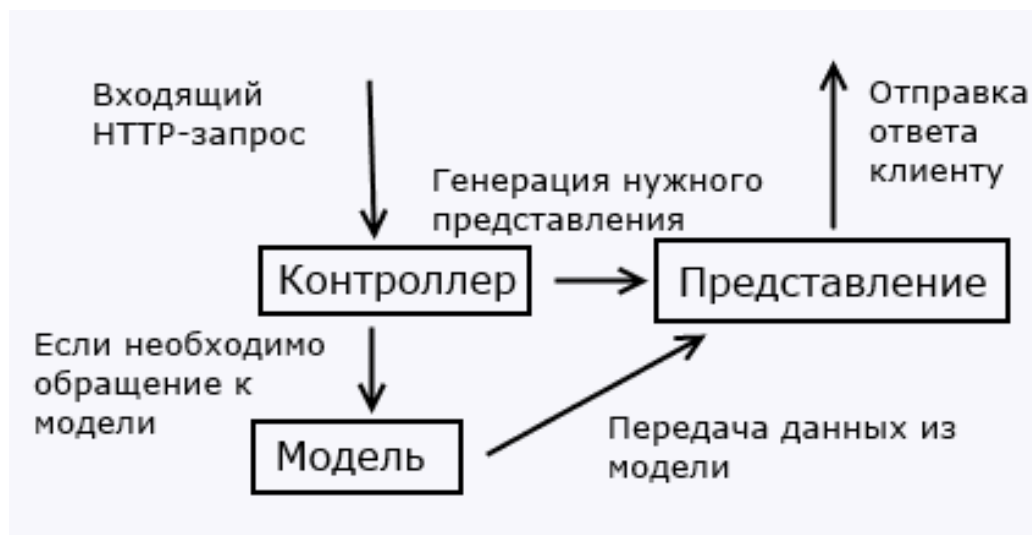 Входящий
HTTP-запрос
Отправка
ответа
клиенту
Генерация нужного
представления
Контроллер
Представление
Если необходимо
обращение к
модели
Передача данных из
модели
Модель